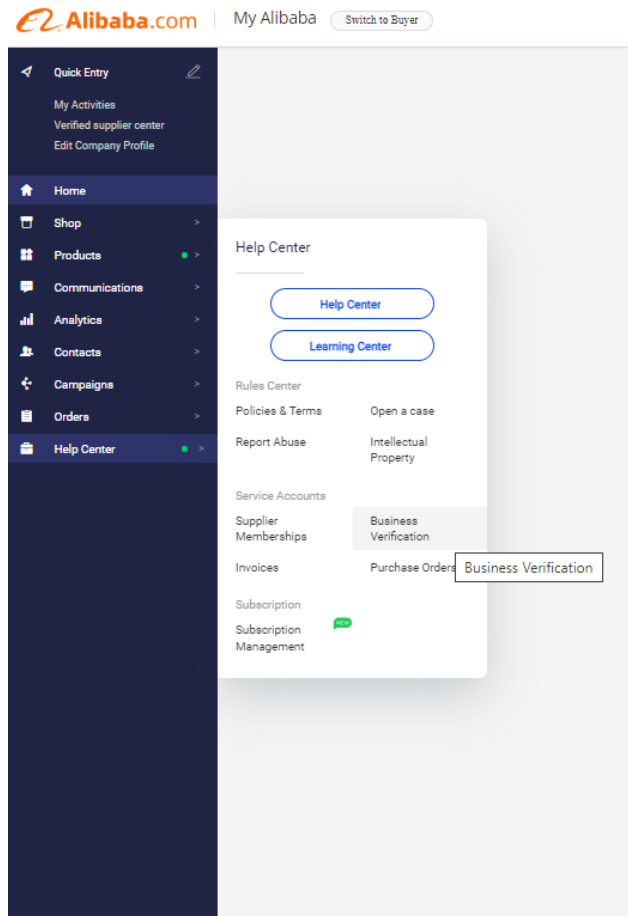 Alibaba.com
My Alibaba
Switch to Buyer
Quick Entry
My Activities
Verified supplier center
Edit Company Profile
Home
Shop >
Products >
Communications >
Analytics >
Contacts >
Campaigns >
Orders >
Help Center >
Help Center
Help Center
Learning Center
Rules Center
Policies & Terms
Open a case
Report Abuse
Intellectual
Property
Service Accounts
Supplier
Memberships
Business
Verification
Invoices
Purchase Orders
Business Verification
Subscription
Subscription
Management
NEW